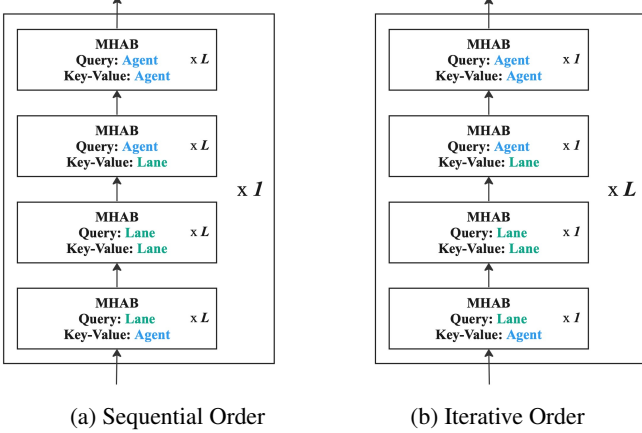 MHAB
Query: Agent
Key-Value: Agent
x L
MHAB
Query: Agent
Key-Value: Lane
x L
MHAB
Query: Lane
Key-Value: Lane
x L
MHAB
Query: Lane
Key-Value: Agent
x L
x 1
(a) Sequential Order
MHAB
Query: Agent
Key-Value: Agent
x 1
MHAB
Query: Agent
Key-Value: Lane
x 1
MHAB
Query: Lane
Key-Value: Lane
x 1
MHAB
Query: Lane
Key-Value: Agent
x 1
x L
(b) Iterative Order